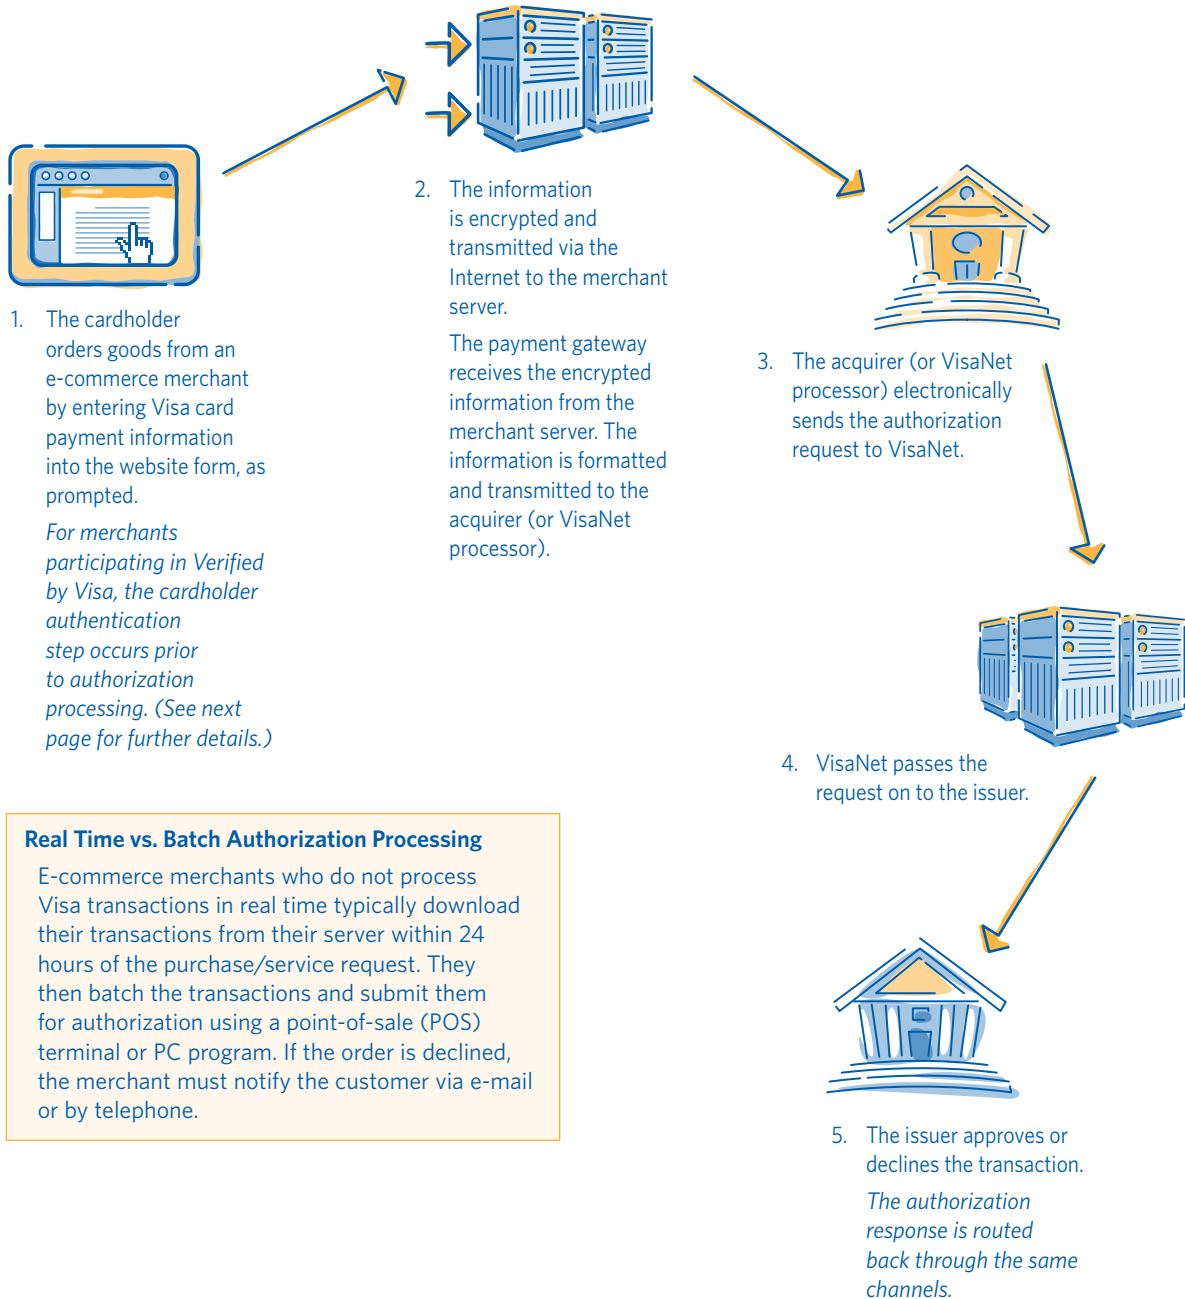 1. The cardholder
orders goods from an
e-commerce merchant
by entering Visa card
payment information
into the website form, as
prompted.
For merchants
participating in Verified
by Visa, the cardholder
authentication
step occurs prior
to authorization
processing. (See next
page for further details.)
2. The information
is encrypted and
transmitted via the
Internet to the merchant
server.
The payment gateway
receives the encrypted
information from the
merchant server. The
information is formatted
and transmitted to the
acquirer (or VisaNet
processor).
3. The acquirer (or VisaNet
processor) electronically
sends the authorization
request to VisaNet.
4. VisaNet passes the
request on to the issuer.
5. The issuer approves or
declines the transaction.
The authorization
response is routed
back through the same
channels.
Real Time vs. Batch Authorization Processing
E-commerce merchants who do not process
Visa transactions in real time typically download
their transactions from their server within 24
hours of the purchase/service request. They
then batch the transactions and submit them
for authorization using a point-of-sale (POS)
terminal or PC program. If the order is declined,
the merchant must notify the customer via e-mail
or by telephone.